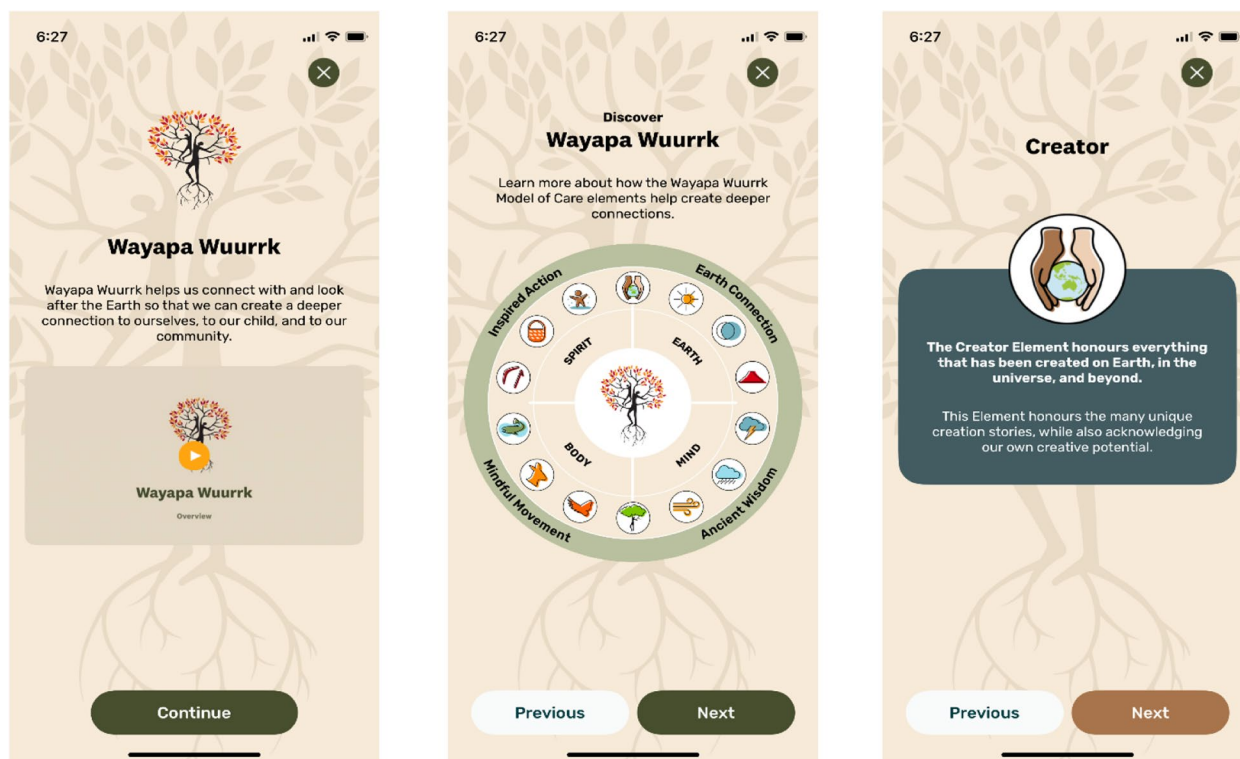 6:27
Wayapa Wuurrk
Wayapa Wuurrk helps us connect with and look
after the Earth so that we can create a deeper
connection to ourselves, to our child, and to our
community.
Wayapa Wuurrk
Overview
Continue
6:27
Discover
Wayapa Wuurrk
Learn more about how the Wayapa Wuurrk
Model of Care elements help create deeper
connections.
Inspired Action
Earth Connection
SPIRIT
EARTH
BODY
MIND
Mindful Movement
Ancient Wisdom
Previous
Next
6:27
Creator
The Creator Element honours everything
that has been created on Earth, in the
universe, and beyond.
This Element honours the many unique
creation stories, while also acknowledging
our own creative potential.
Previous
Next